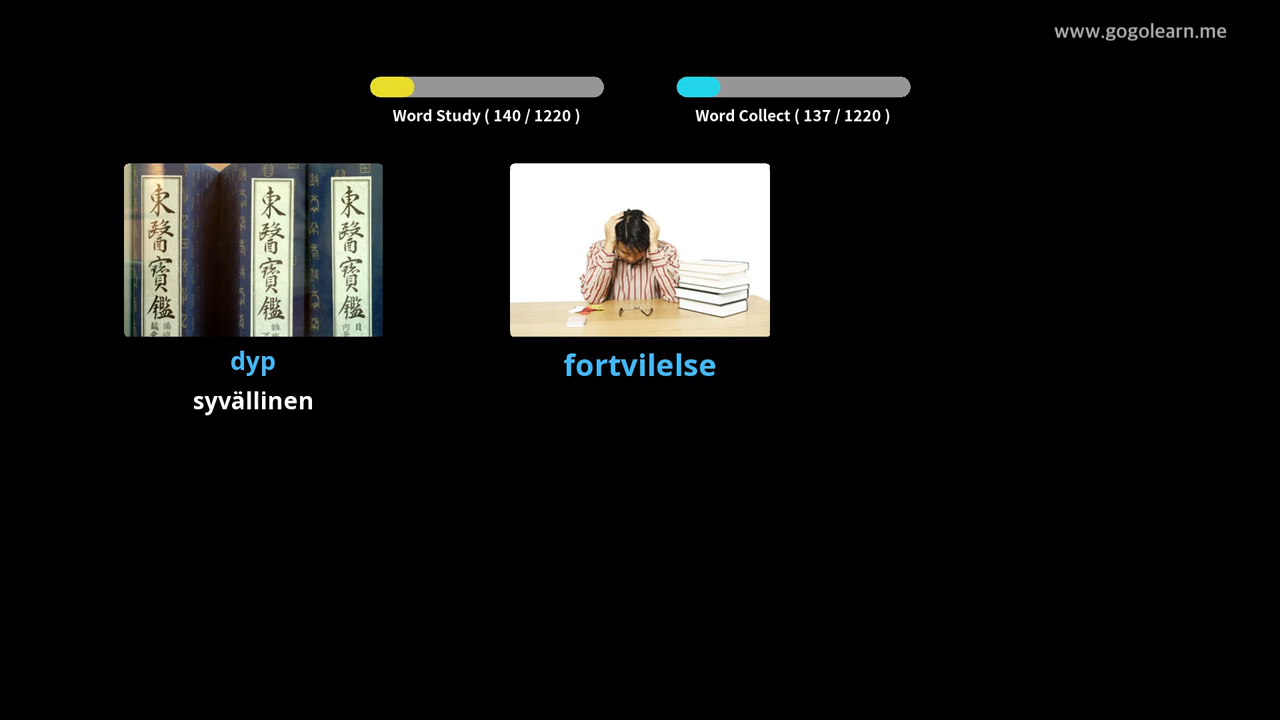 www.gogolearn.me
Word Study ( 140 / 1220 )
Word Collect ( 137 / 1220 )
東醫寶鑑
東醫寶鑑
東醫寶鑑
dyp
syvällinen
fortvilelse